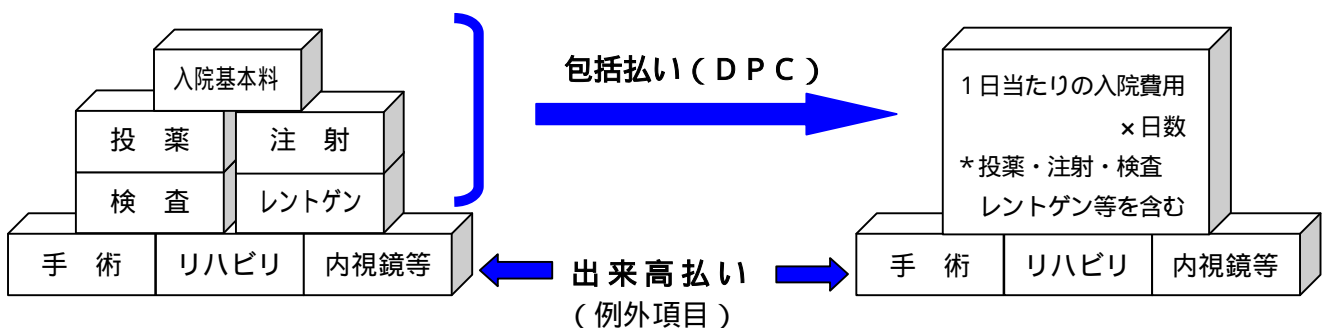 入院基本料
投　薬
注　射
検　査
レントゲン
手　術
リハビリ
内視鏡等
包括払い（ＤＰＣ）
出来高払い
（例外項目）
１日当たりの入院費用
×日数
＊投薬・注射・検査
レントゲン等を含む
手　術
リハビリ
内視鏡等